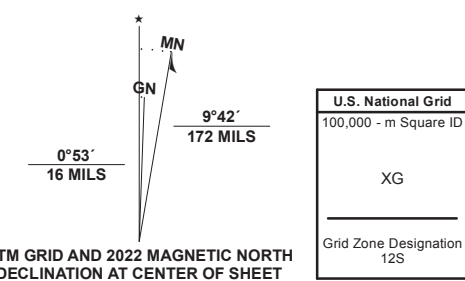 ★
MN
GN
9°42´
172 MILS
0°53´
16 MILS
TM GRID AND 2022 MAGNETIC NORTH
DECLINATION AT CENTER OF SHEET
U.S. National Grid
100,000 - m Square ID
XG
Grid Zone Designation
12S